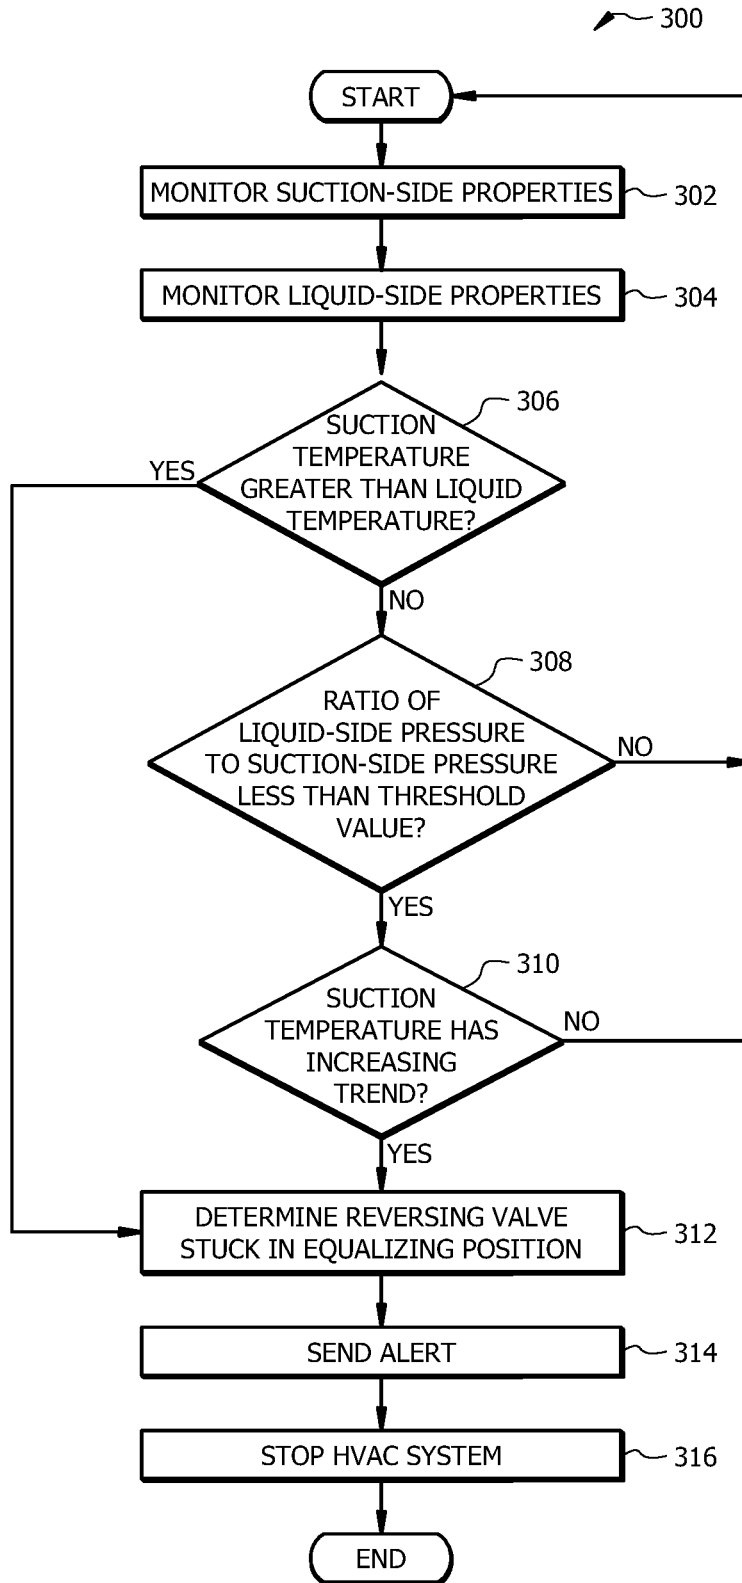 300
START
MONITOR SUCTION-SIDE PROPERTIES
302
MONITOR LIQUID-SIDE PROPERTIES
304
306
SUCTION
TEMPERATURE
GREATER THAN LIQUID
TEMPERATURE?
YES
NO
308
RATIO OF
LIQUID-SIDE PRESSURE
TO SUCTION-SIDE PRESSURE
LESS THAN THRESHOLD
VALUE?
NO
YES
310
SUCTION
TEMPERATURE HAS
INCREASING
TREND?
NO
YES
DETERMINE REVERSING VALVE
STUCK IN EQUALIZING POSITION
312
SEND ALERT
314
STOP HVAC SYSTEM
316
END